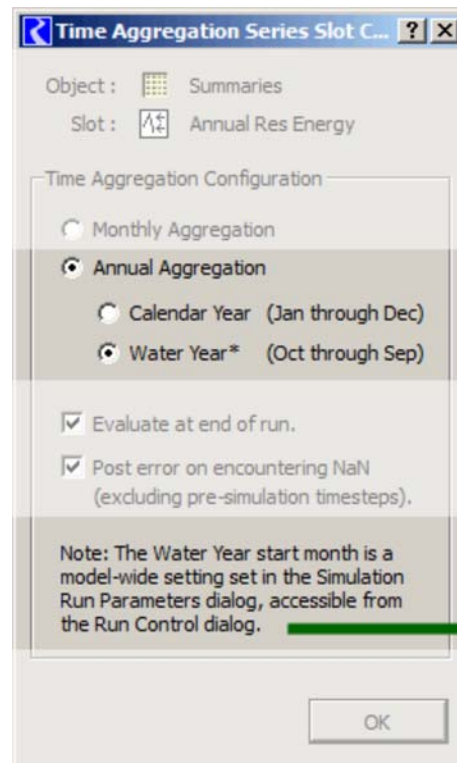 Time Aggregation Series Slot C...
Object : Summaries
Slot : Annual Res Energy
Time Aggregation Configuration
Monthly Aggregation
Annual Aggregation
Calendar Year (Jan through Dec)
Water Year* (Oct through Sep)
Evaluate at end of run.
Post error on encountering NaN
(excluding pre-simulation timesteps).
Note: The Water Year start month is a
model-wide setting set in the Simulation
Run Parameters dialog, accessible from
the Run Control dialog.
OK